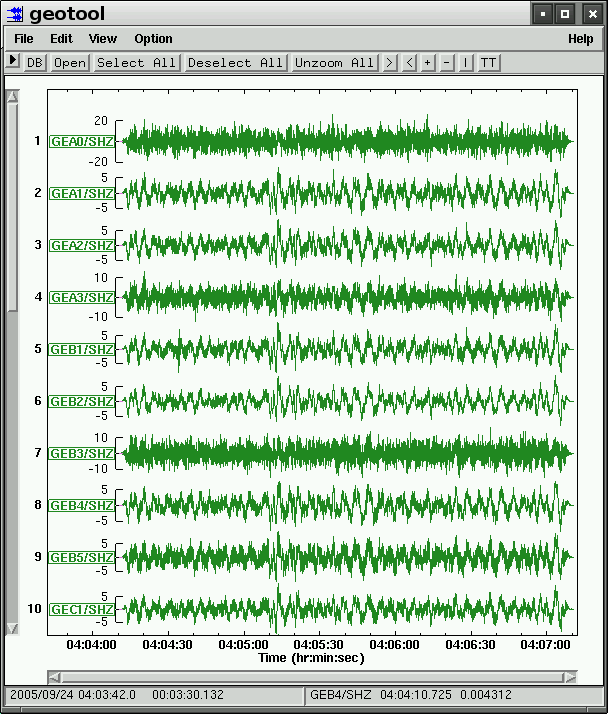 geotool
File Edit View Option Help
DB Open Select All Deselect All Unzoom All > < + - | TT
20
1 GEA0/SHZ
-20
5
2 GEA1/SHZ
-5
5
3 GEA2/SHZ
-5
10
4 GEA3/SHZ
-10
5
5 GEB1/SHZ
-5
5
6 GEB2/SHZ
-5
10
7 GEB3/SHZ
-10
5
8 GEB4/SHZ
-5
5
9 GEB5/SHZ
-5
5
10 GEC1/SHZ
-5
04:04:00 04:04:30 04:05:00 04:05:30 04:06:00 04:06:30 04:07:00
Time (hr:min:sec)
2005/09/24 04:03:42.0 00:03:30.132 GEB4/SHZ 04:04:10.725 0.004312